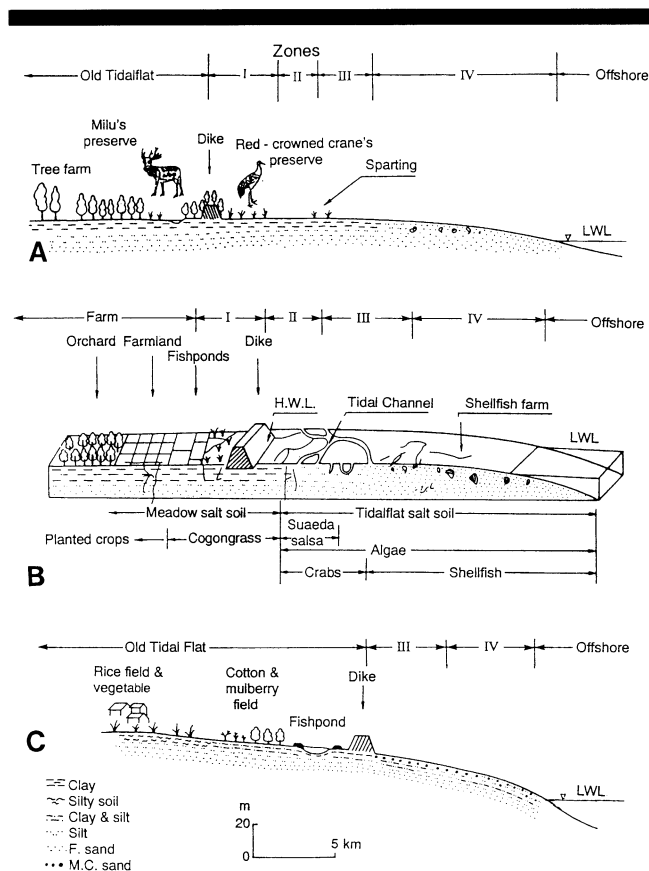 Zones
Old Tidalflat I II III IV Offshore
Milu's preserve
Dike
Red - crowned crane's preserve
Tree farm
Sparting
LWL
A
Farm I II III IV Offshore
Orchard Farmland Fishponds Dike
H.W.L. Tidal Channel Shellfish farm
LWL
Meadow salt soil Tidalflat salt soil
Planted crops Cogongrass Suaeda salsa
Algae
B
Crabs Shellfish
Old Tidal Flat III IV Offshore
Rice field & vegetable
Cotton & mulberry field
Dike
Fishpond
C
LWL
Clay
Silty soil
Clay & silt
Silt
F. sand
M.C. sand
m
20
0
5 km